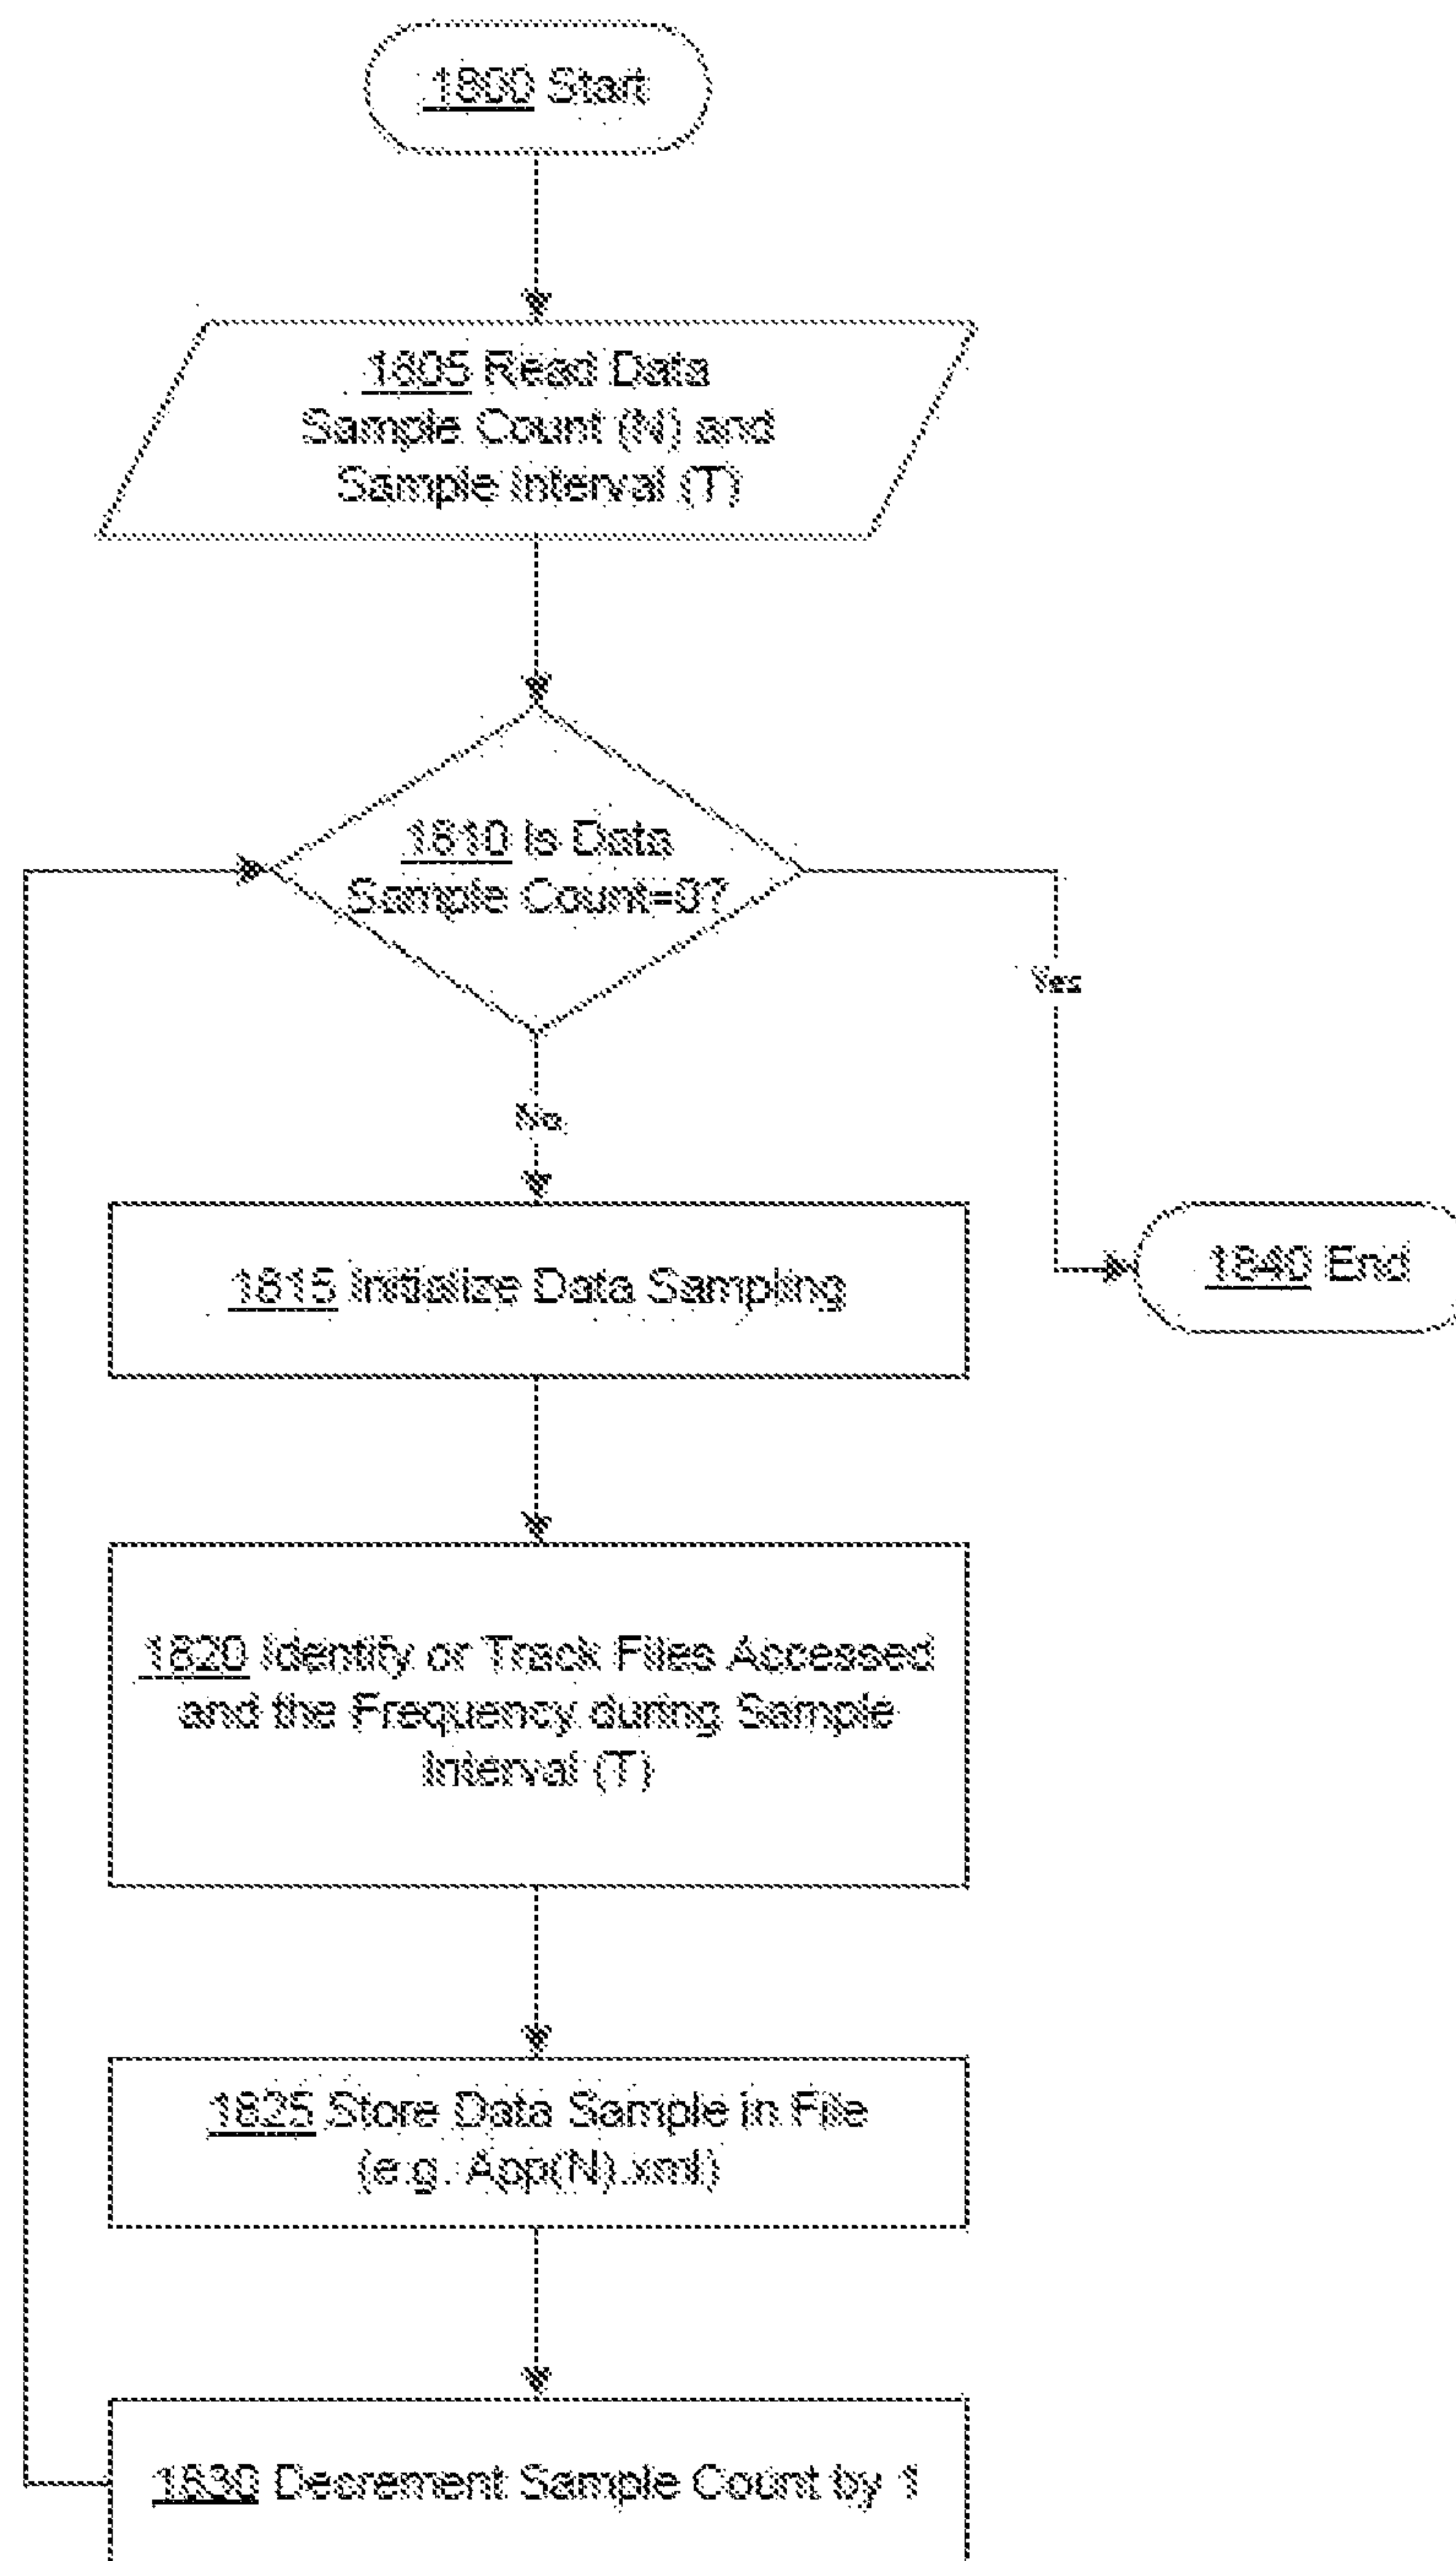 1800 Start
1805 Read Data
Sample Count (N) and
Sample Interval (T)
1810 Is Data
Sample Count=0?
Yes
No
1815 Initialize Data Sampling
1840 End
1820 Identify or Track Files Accessed
and the Frequency during Sample
Interval (T)
1825 Store Data Sample in File
(e.g. App(N).xml)
1830 Decrement Sample Count by 1